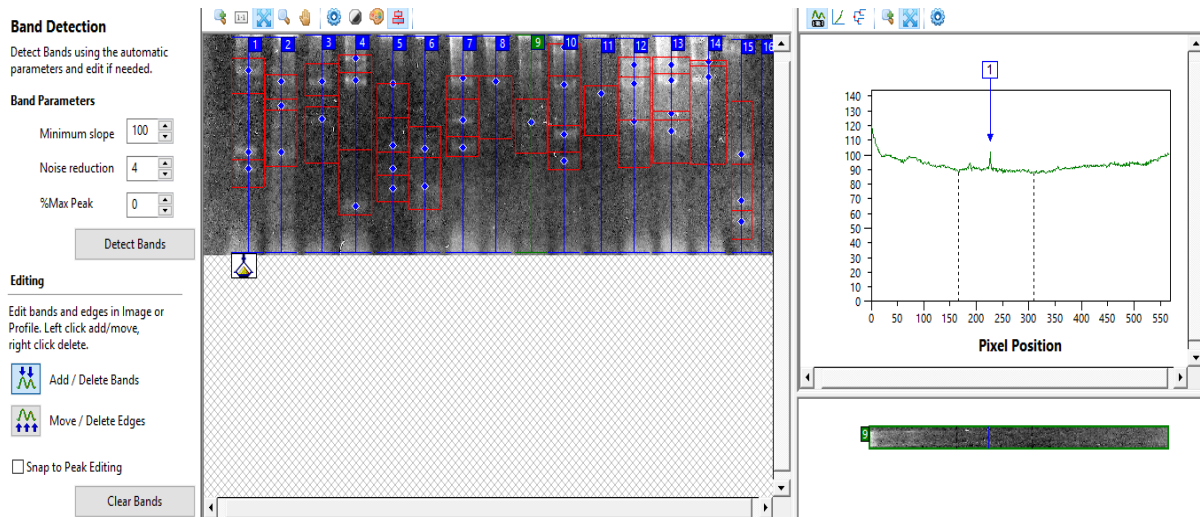 Band Detection
Detect Bands using the automatic
parameters and edit if needed.
Band Parameters
Minimum slope 100
Noise reduction 4
%Max Peak 0
Detect Bands
Editing
Edit bands and edges in Image or
Profile. Left click add/move,
right click delete.
Add / Delete Bands
Move / Delete Edges
Snap to Peak Editing
Clear Bands
1:1
1 2 3 4 5 6 7 8 9 10 11 12 13 14 15 16
1
140
130
120
110
100
90
80
70
60
50
40
30
20
10
0
0 50 100 150 200 250 300 350 400 450 500 550
Pixel Position
9